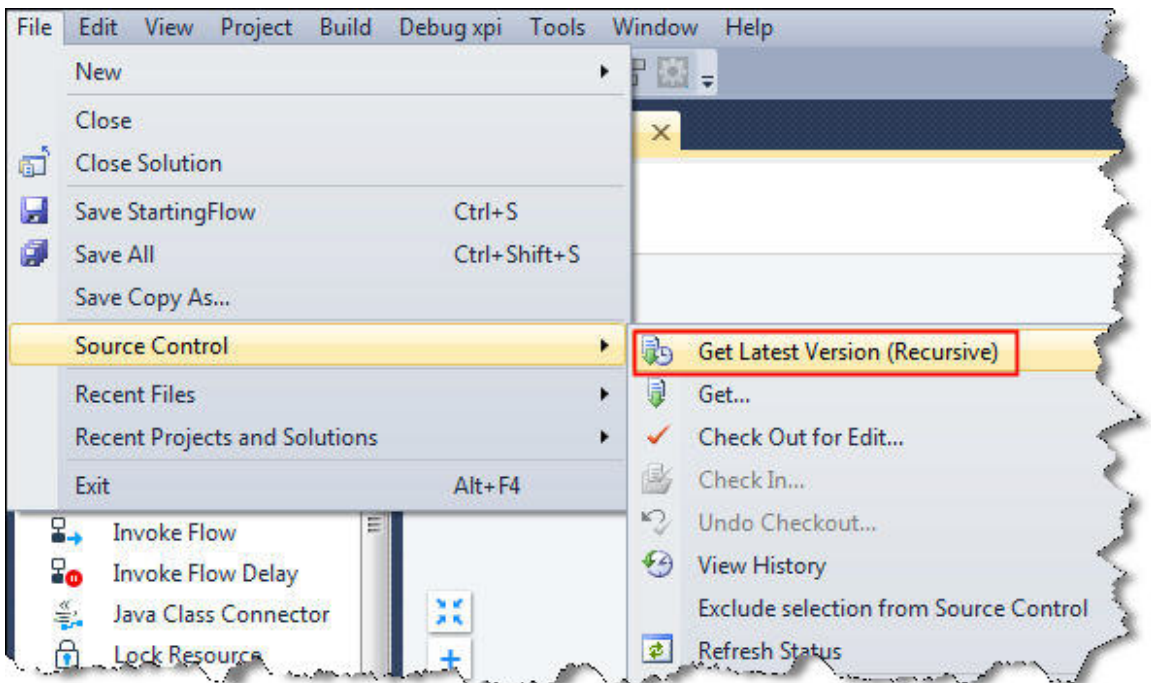 File Edit View Project Build Debug xpi Tools Window Help
New
Close
Close Solution
Save StartingFlow Ctrl+S
Save All Ctrl+Shift+S
Save Copy As...
Source Control
Recent Files
Recent Projects and Solutions
Exit Alt+F4
Get Latest Version (Recursive)
Get...
Check Out for Edit...
Check In...
Undo Checkout...
View History
Exclude selection from Source Control
Refresh Status
Invoke Flow
Invoke Flow Delay
Java Class Connector
Lock Resource